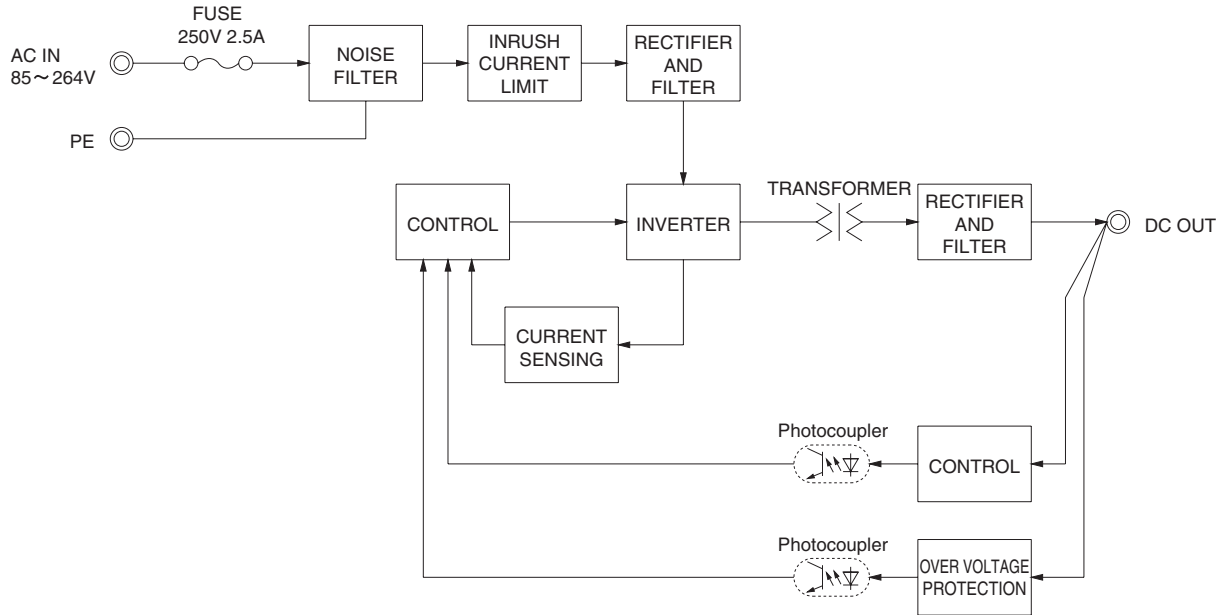 FUSE
250V 2.5A
AC IN
85～264V
NOISE
FILTER
INRUSH
CURRENT
LIMIT
RECTIFIER
AND
FILTER
PE
TRANSFORMER
CONTROL
INVERTER
RECTIFIER
AND
FILTER
DC OUT
CURRENT
SENSING
Photocoupler
CONTROL
Photocoupler
OVER VOLTAGE
PROTECTION